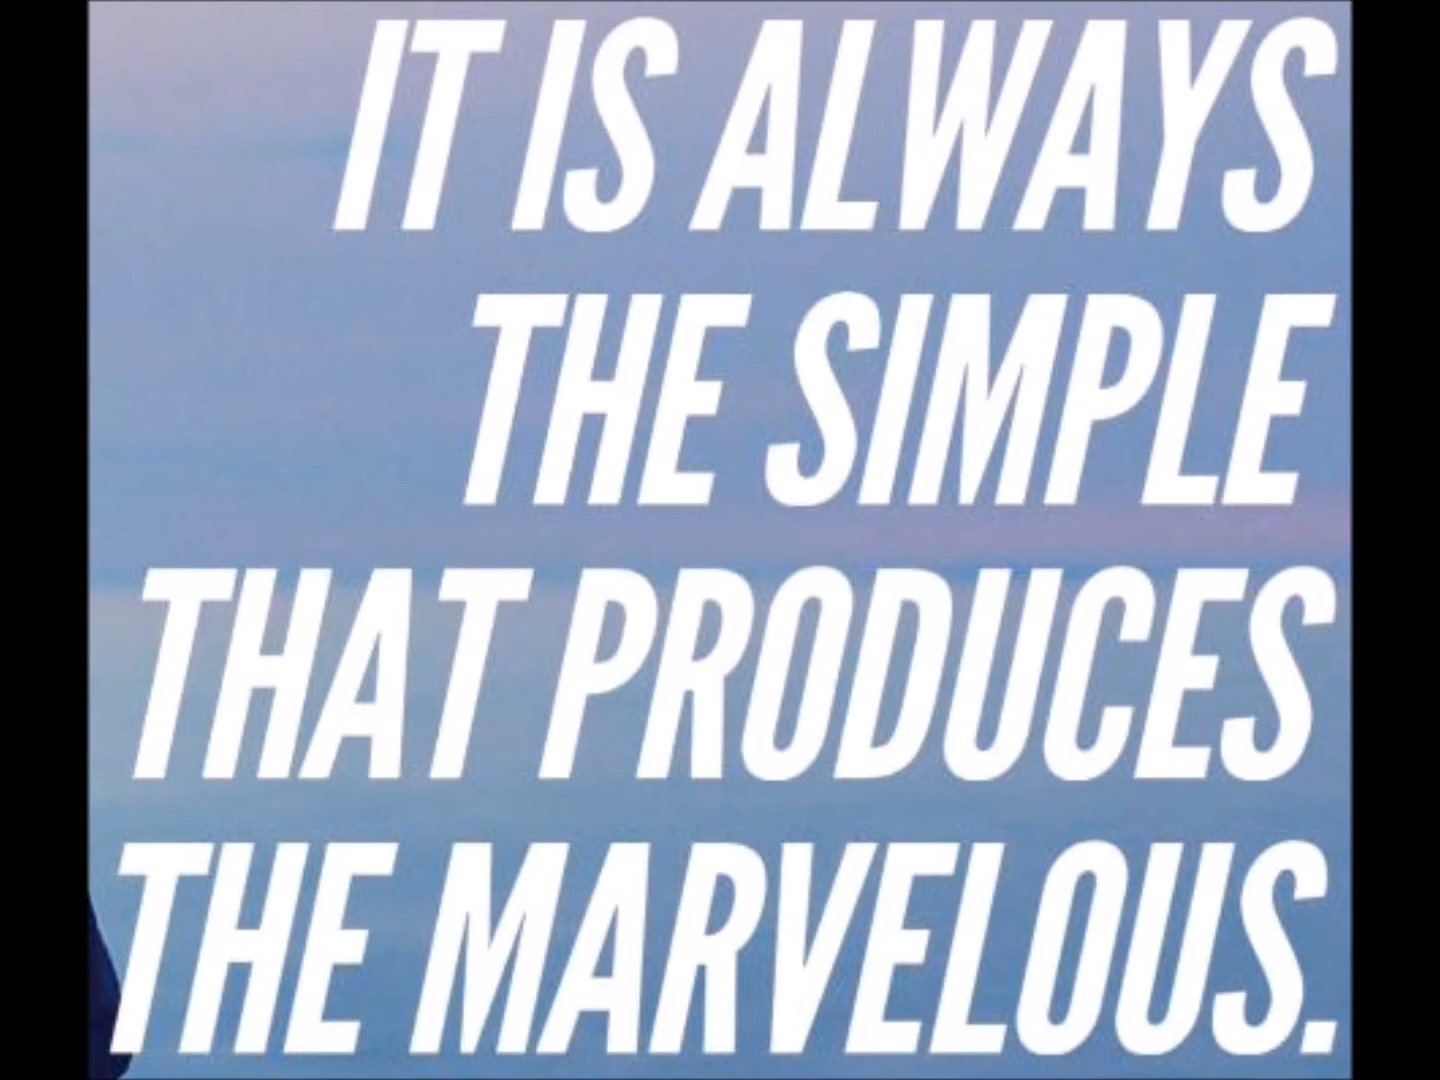 IT IS ALWAYS
THE SIMPLE
THAT PRODUCES
THE MARVELOUS.